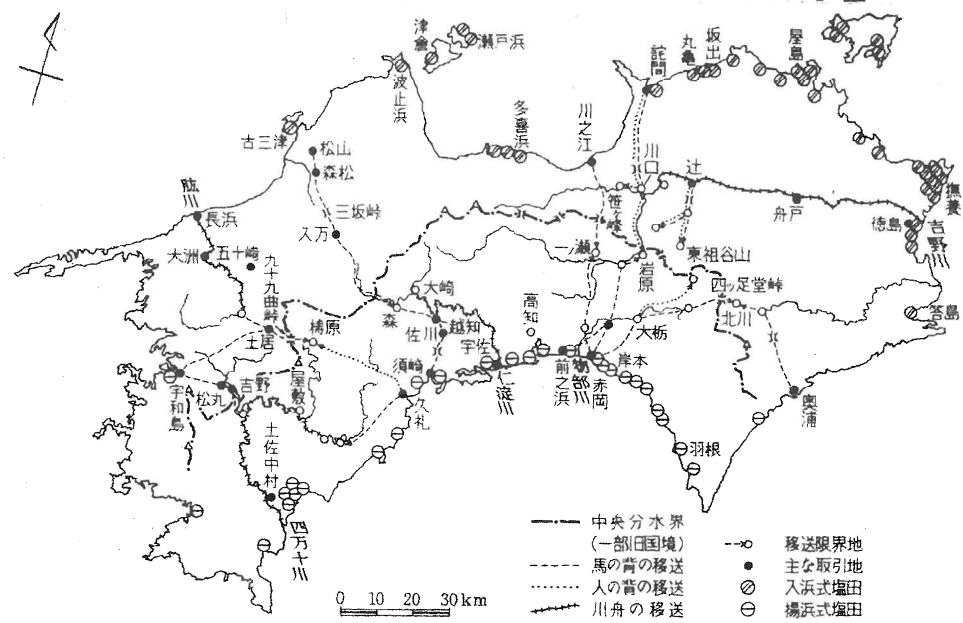 津倉
瀬戸浜
波止浜
多喜浜
川之江
詫間
丸亀
坂出
屋島
古三津
松山
森松
三坂峠
川口
辻
撫養
肱川
長浜
笹ヶ峰
舟戸
徳島
吉野川
大洲
五十崎
入万
一ノ瀬
岩原
東祖谷山
九十九曲峠
土居
梼原
大崎
森
越知
佐川
高知
大栃
四ッ足堂峠
北川
答島
宇佐
宇和島
松丸
吉野
屋敷
須崎
久礼
仁淀川
前之浜
物部川
赤岡
岸本
奥浦
羽根
土佐中村
四万十川
中央分水界
(一部旧国境)
馬の背の移送
人の背の移送
川舟の移送
移送限界地
主な取引地
入浜式塩田
揚浜式塩田
0 10 20 30km